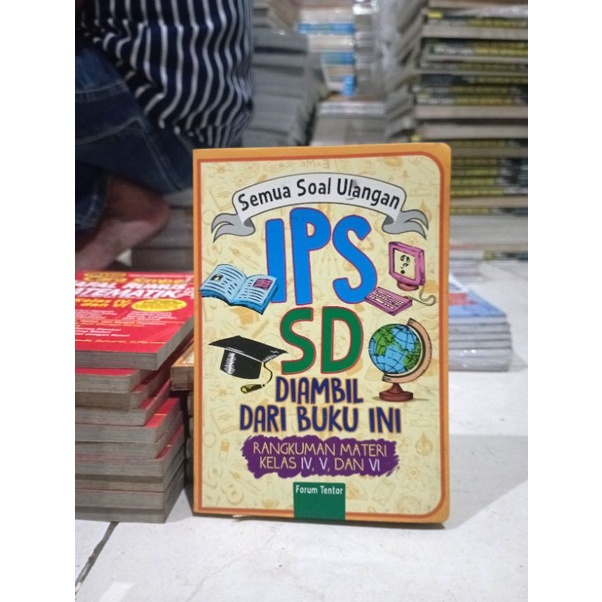 Semua Soal Ulangan
IPS
SD
DIAMBIL
DARI BUKU INI
RANGKUMAN MATERI
KELAS IV, V, DAN VI
Forum Tentor